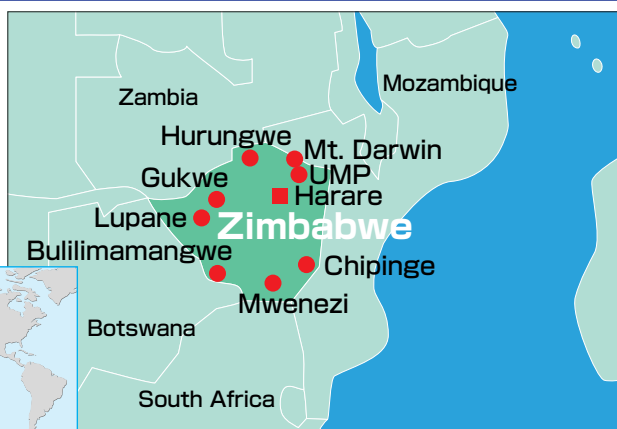 Mozambique
Zambia
Hurungwe
Mt. Darwin
UMP
Gukwe
Harare
Lupane
Zimbabwe
Bulilimamangwe
Chipinge
Mwenezi
Botswana
South Africa